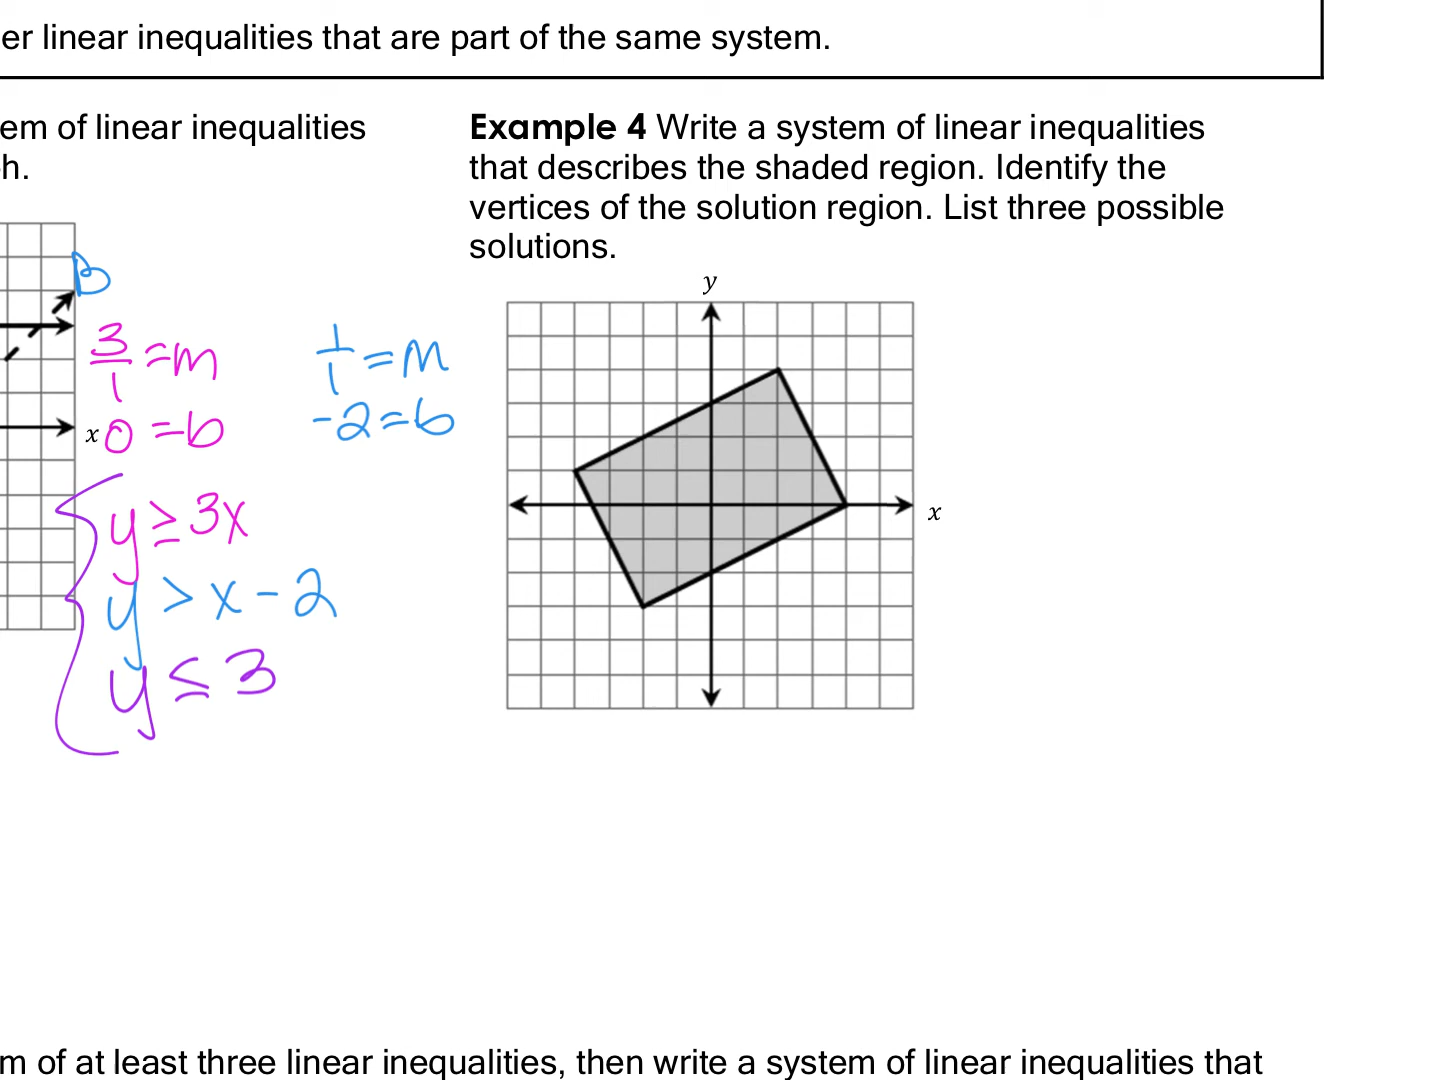 er linear inequalities that are part of the same system.
em of linear inequalities
h.
B
3/1 = m
0 = b
1/1 = m
-2 = b
x
y ≥ 3x
y > x - 2
y ≤ 3
Example 4 Write a system of linear inequalities
that describes the shaded region. Identify the
vertices of the solution region. List three possible
solutions.
y
x
m of at least three linear inequalities, then write a system of linear inequalities that